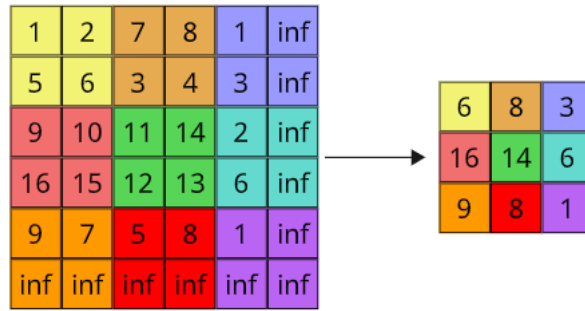 1 2 7 8 1 inf
5 6 3 4 3 inf
9 10 11 14 2 inf
16 15 12 13 6 inf
9 7 5 8 1 inf
inf inf inf inf inf inf
6 8 3
16 14 6
9 8 1